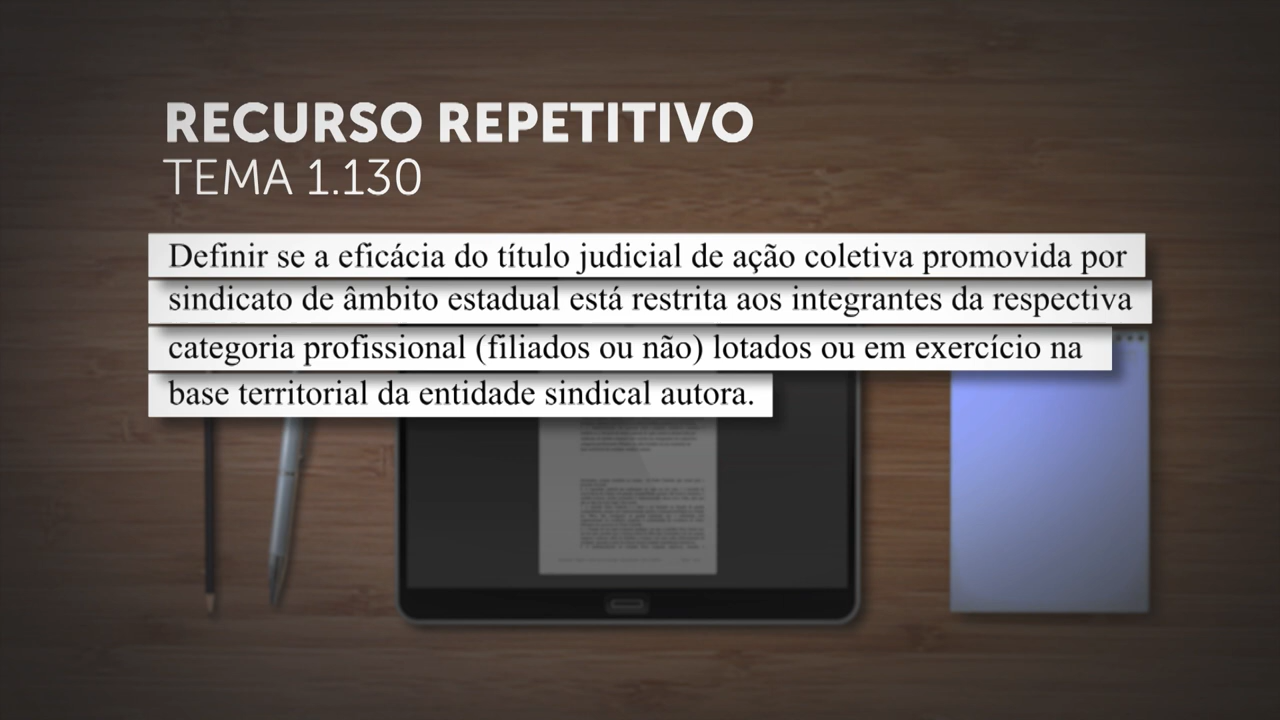 RECURSO REPETITIVO
TEMA 1.130
Definir se a eficácia do título judicial de ação coletiva promovida por
sindicato de âmbito estadual está restrita aos integrantes da respectiva
categoria profissional (filiados ou não) lotados ou em exercício na
base territorial da entidade sindical autora.